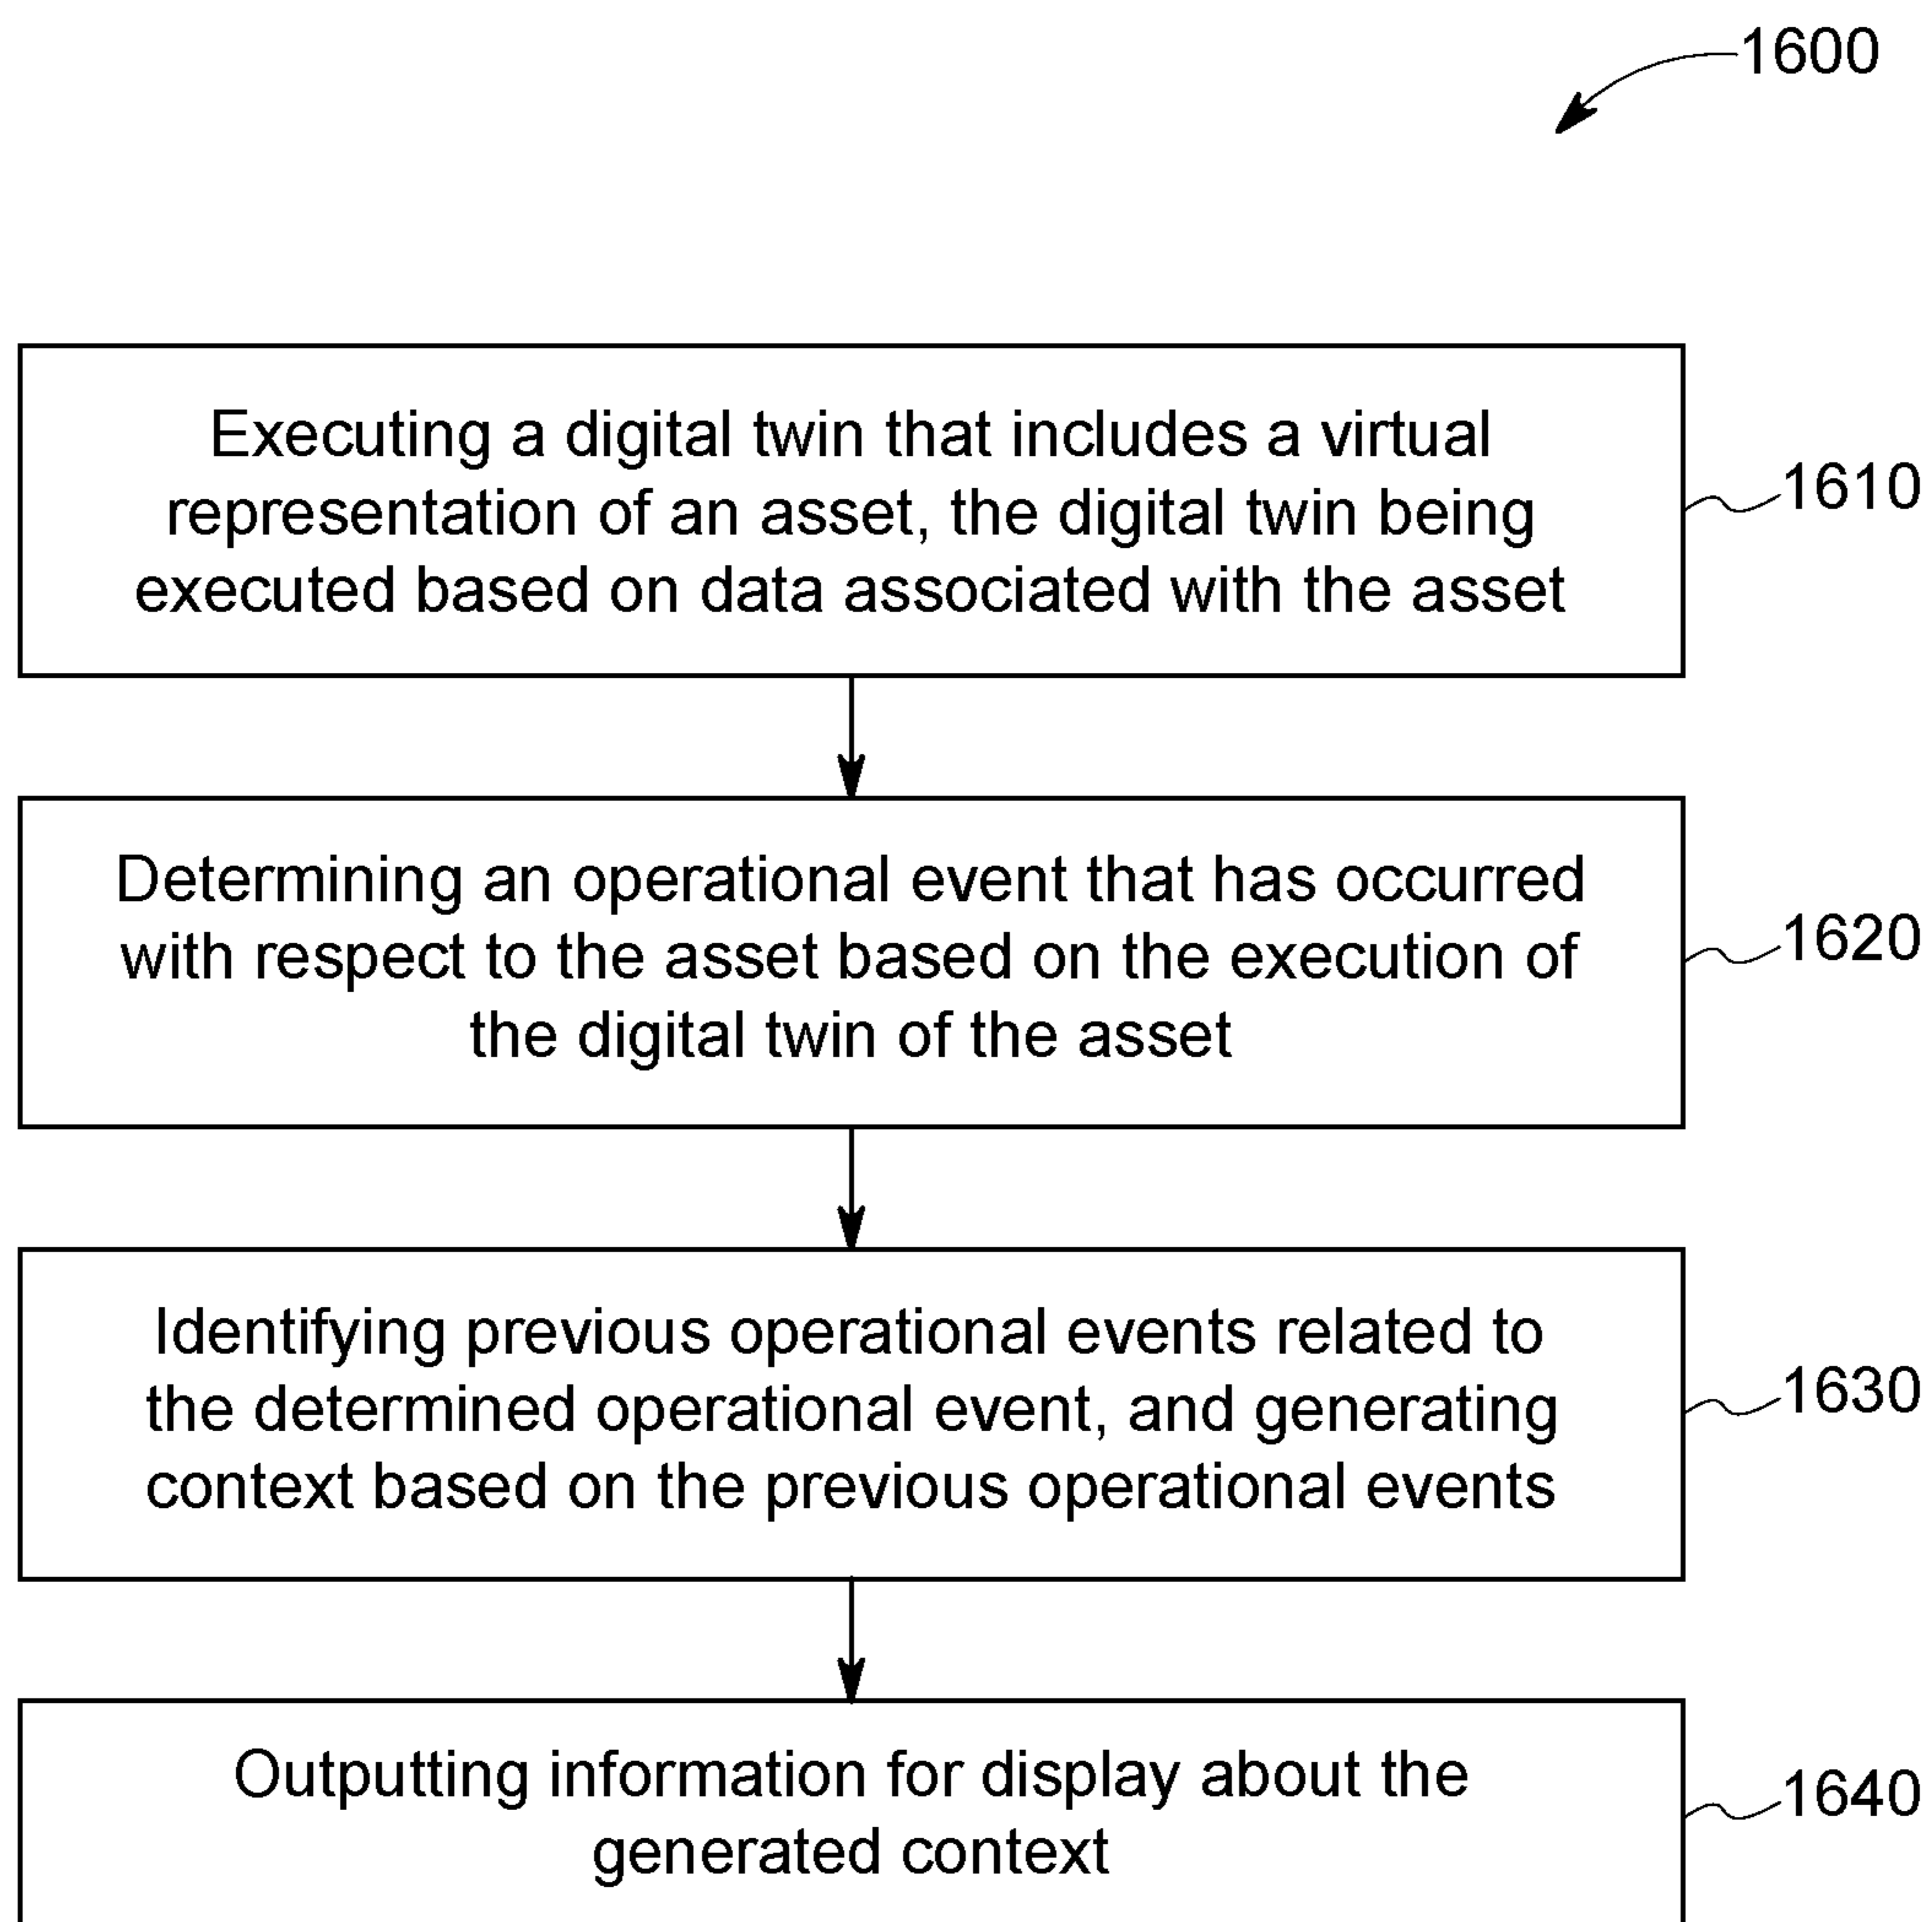 1600
Executing a digital twin that includes a virtual
representation of an asset, the digital twin being
executed based on data associated with the asset
1610
Determining an operational event that has occurred
with respect to the asset based on the execution of
the digital twin of the asset
1620
Identifying previous operational events related to
the determined operational event, and generating
context based on the previous operational events
1630
Outputting information for display about the
generated context
1640